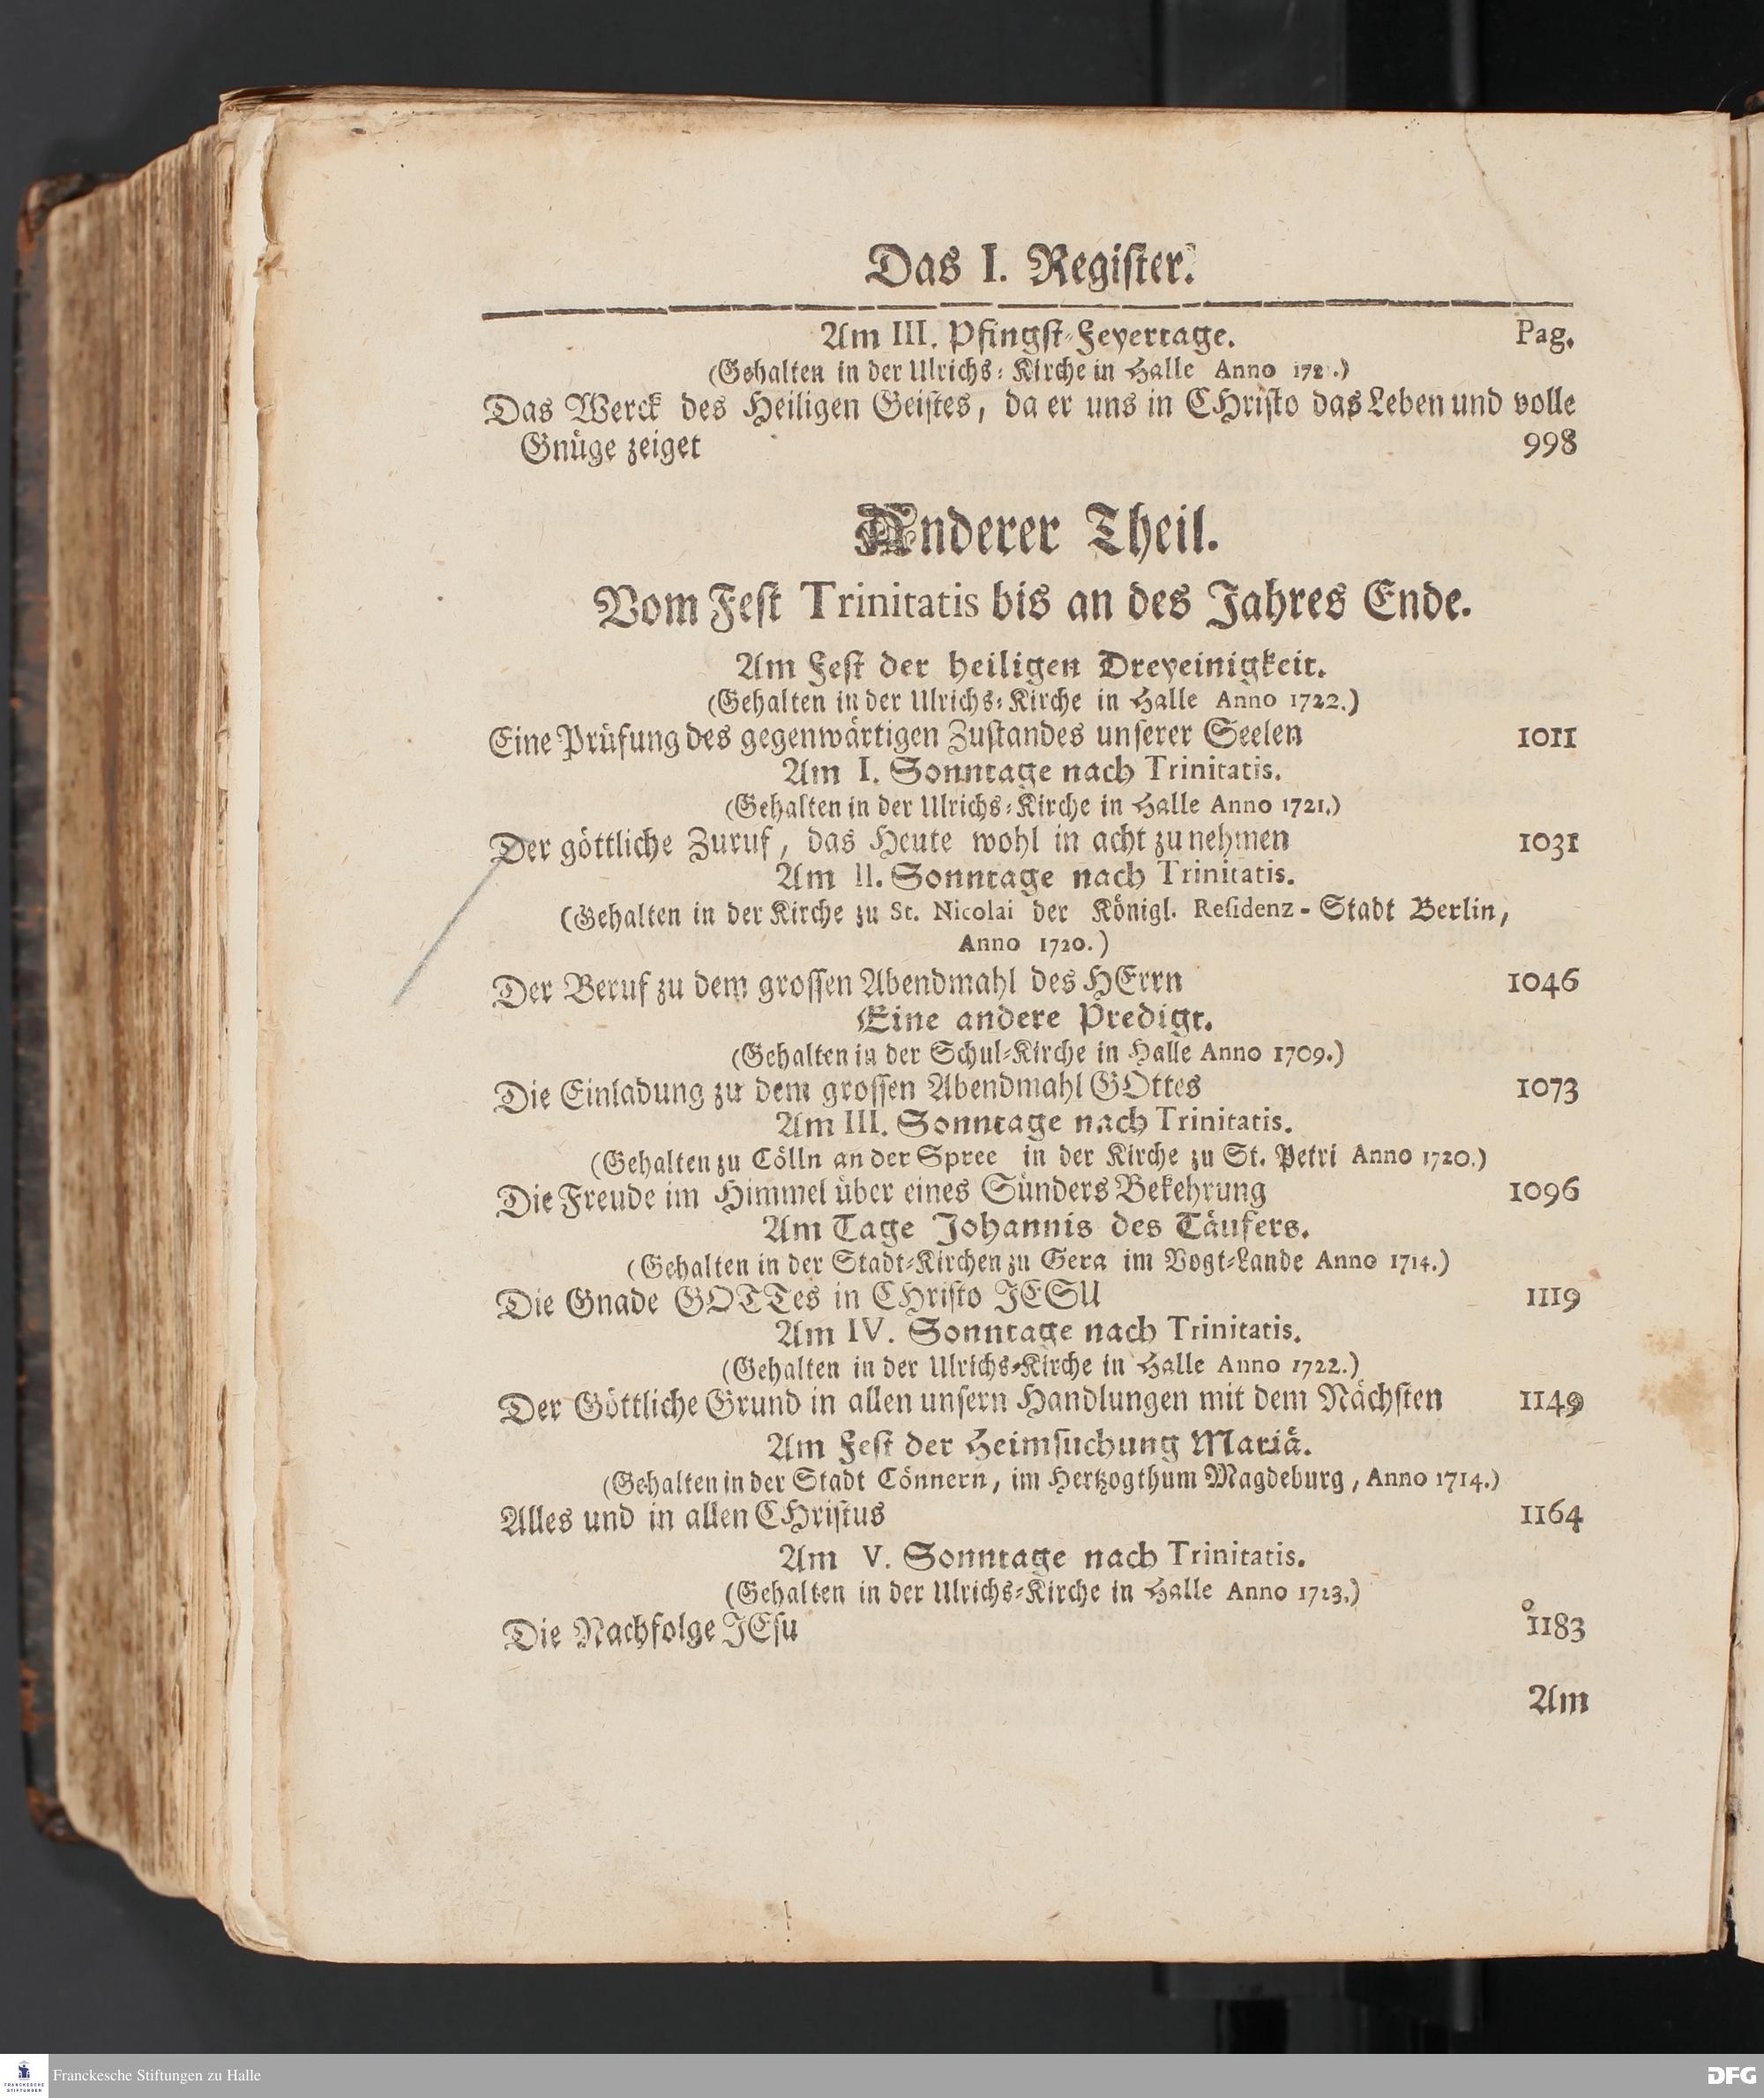 Das I. Register.
Am III. Pfingst-Feyertage. Pag.
(Gehalten in der Ulrichs-Kirche in Halle Anno 172 .)
Das Werck des Heiligen Geistes, da er uns in CHristo das Leben und volle
Gnüge zeiget 998
Anderer Theil.
Vom Fest Trinitatis bis an des Jahres Ende.
Am Fest der heiligen Dreyeinigkeit.
(Gehalten in der Ulrichs-Kirche in Halle Anno 1722.)
Eine Prüfung des gegenwärtigen Zustandes unserer Seelen 1011
Am I. Sonntage nach Trinitatis.
(Gehalten in der Ulrichs-Kirche in Halle Anno 1721.)
Der göttliche Zuruf, das Heute wohl in acht zu nehmen 1031
Am II. Sonntage nach Trinitatis.
(Gehalten in der Kirche zu St. Nicolai der Königl. Residenz-Stadt Berlin,
Anno 1720.)
Der Beruf zu dem grossen Abendmahl des HErrn 1046
Eine andere Predigt.
(Gehalten in der Schul-Kirche in Halle Anno 1709.)
Die Einladung zu dem grossen Abendmahl GOttes 1073
Am III. Sonntage nach Trinitatis.
(Gehalten zu Cölln an der Spree in der Kirche zu St. Petri Anno 1720.)
Die Freude im Himmel über eines Sünders Bekehrung 1096
Am Tage Johannis des Täufers.
(Gehalten in der Stadt-Kirchen zu Gera im Vogt-Lande Anno 1714.)
Die Gnade GOTTes in CHristo JESU 1119
Am IV. Sonntage nach Trinitatis.
(Gehalten in der Ulrichs-Kirche in Halle Anno 1722.)
Der Göttliche Grund in allen unsern Handlungen mit dem Nächsten 1149
Am Fest der Heimsuchung Mariä.
(Gehalten in der Stadt Cönnern, im Hertzogthum Magdeburg, Anno 1714.)
Alles und in allen CHristus 1164
Am V. Sonntage nach Trinitatis.
(Gehalten in der Ulrichs-Kirche in Halle Anno 1723.)
Die Nachfolge JEsu 1183
Am
FRANCKESCHE STIFTUNGEN
Franckesche Stiftungen zu Halle
DFG